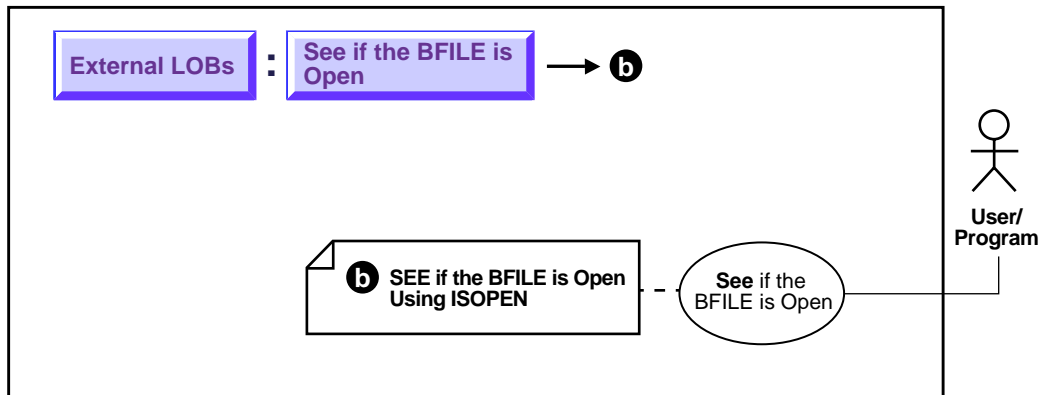 External LOBs : See if the BFILE is
Open
b
User/
Program
b SEE if the BFILE is Open
Using ISOPEN
See if the
BFILE is Open